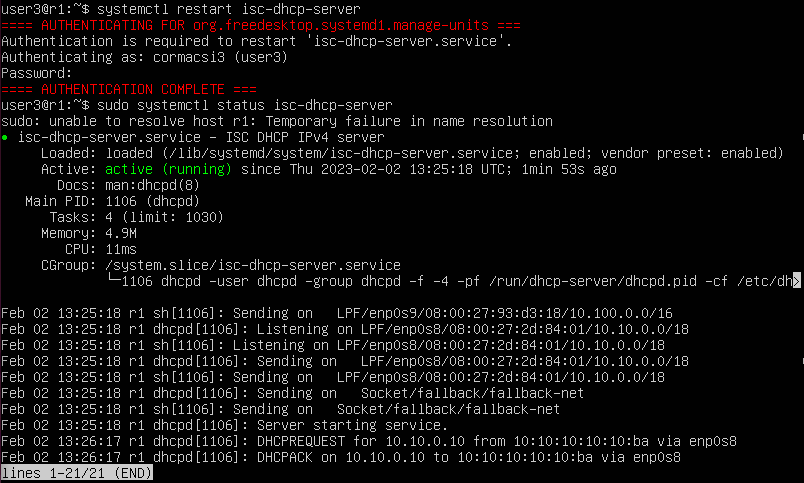 user3@r1:~$ systemctl restart isc-dhcp-server
==== AUTHENTICATING FOR org.freedesktop.systemd1.manage-units ===
Authentication is required to restart 'isc-dhcp-server.service'.
Authenticating as: cormacsi3 (user3)
Password:
==== AUTHENTICATION COMPLETE ===
user3@r1:~$ sudo systemctl status isc-dhcp-server
sudo: unable to resolve host r1: Temporary failure in name resolution
● isc-dhcp-server.service - ISC DHCP IPv4 server
     Loaded: loaded (/lib/systemd/system/isc-dhcp-server.service; enabled; vendor preset: enabled)
     Active: active (running) since Thu 2023-02-02 13:25:18 UTC; 1min 53s ago
       Docs: man:dhcpd(8)
   Main PID: 1106 (dhcpd)
      Tasks: 4 (limit: 1030)
     Memory: 4.9M
        CPU: 11ms
     CGroup: /system.slice/isc-dhcp-server.service
             └─1106 dhcpd -user dhcpd -group dhcpd -f -4 -pf /run/dhcp-server/dhcpd.pid -cf /etc/dh>
Feb 02 13:25:18 r1 sh[1106]: Sending on   LPF/enp0s9/08:00:27:93:d3:18/10.100.0.0/16
Feb 02 13:25:18 r1 dhcpd[1106]: Listening on LPF/enp0s8/08:00:27:2d:84:01/10.10.0.0/18
Feb 02 13:25:18 r1 sh[1106]: Listening on LPF/enp0s8/08:00:27:2d:84:01/10.10.0.0/18
Feb 02 13:25:18 r1 dhcpd[1106]: Sending on   LPF/enp0s8/08:00:27:2d:84:01/10.10.0.0/18
Feb 02 13:25:18 r1 sh[1106]: Sending on   LPF/enp0s8/08:00:27:2d:84:01/10.10.0.0/18
Feb 02 13:25:18 r1 dhcpd[1106]: Sending on   Socket/fallback/fallback-net
Feb 02 13:25:18 r1 sh[1106]: Sending on   Socket/fallback/fallback-net
Feb 02 13:25:18 r1 dhcpd[1106]: Server starting service.
Feb 02 13:26:17 r1 dhcpd[1106]: DHCPREQUEST for 10.10.0.10 from 10:10:10:10:10:ba via enp0s8
Feb 02 13:26:17 r1 dhcpd[1106]: DHCPACK on 10.10.0.10 to 10:10:10:10:10:ba via enp0s8
lines 1-21/21 (END)